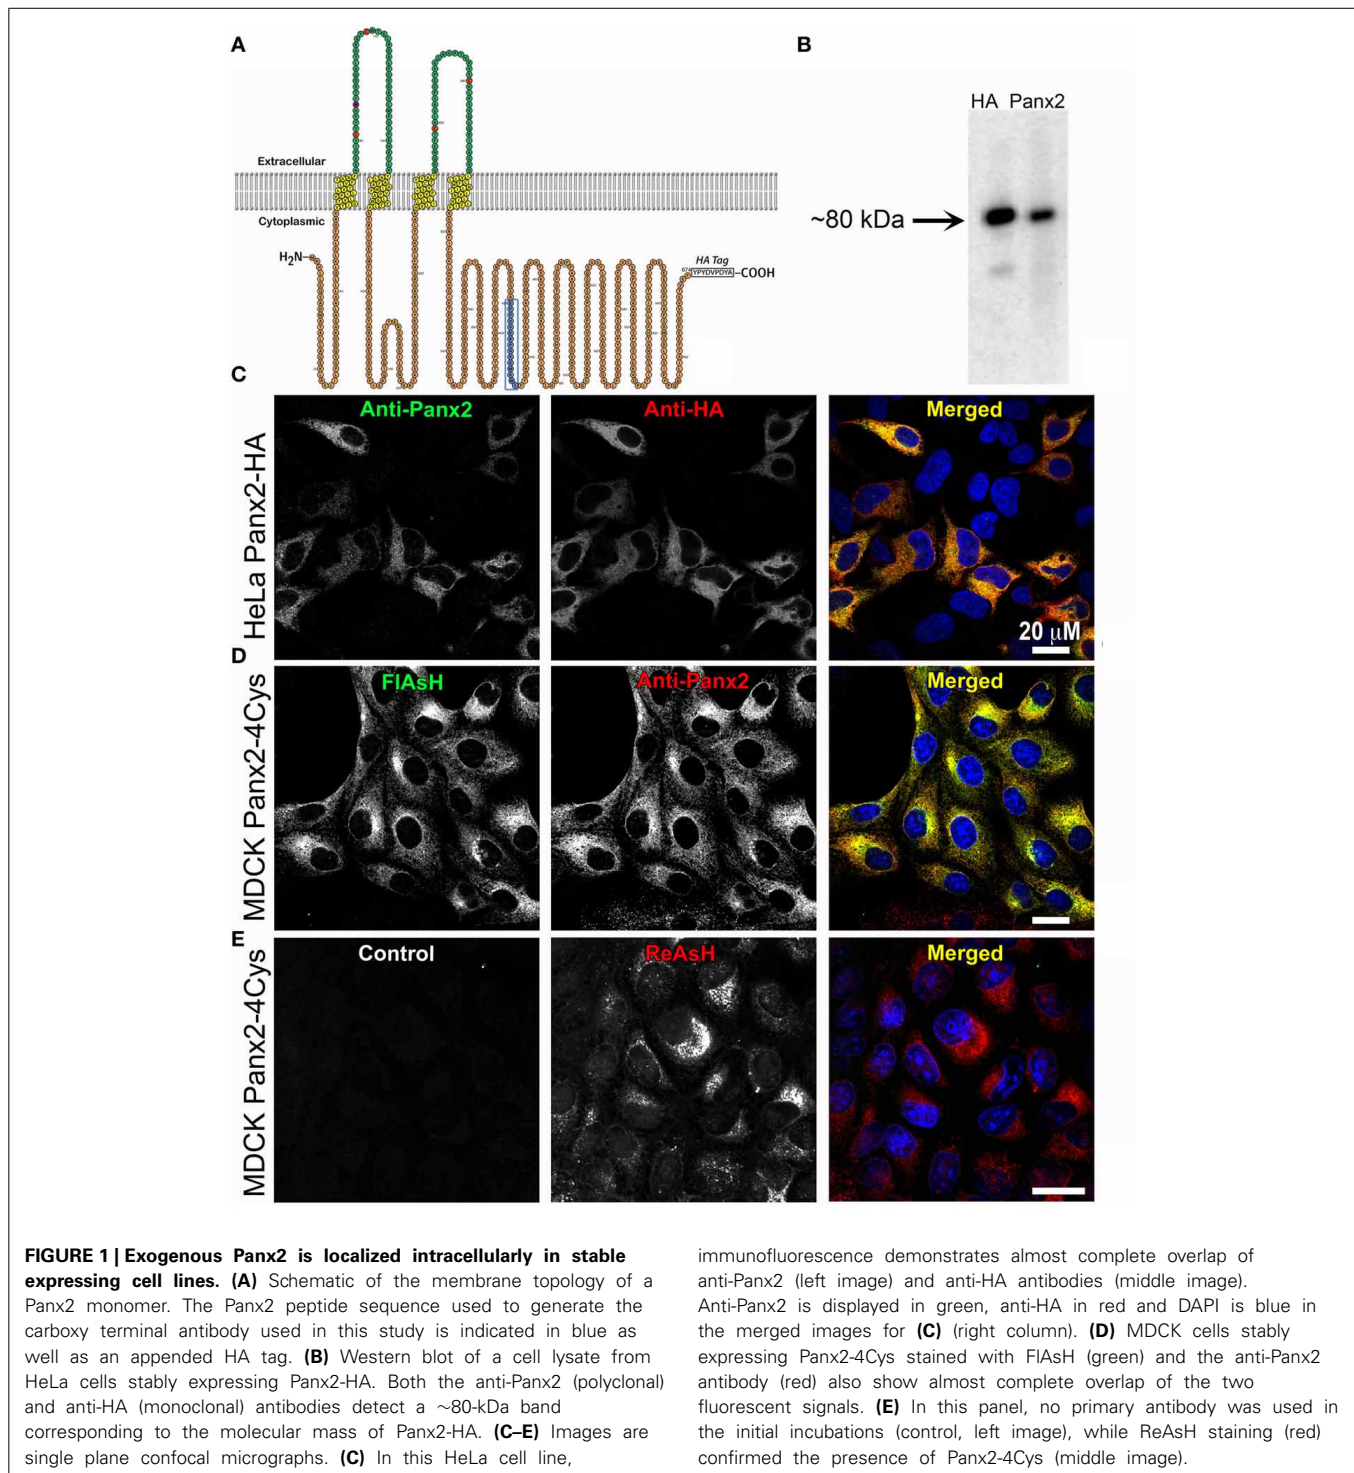 A
B
HA Panx2
Extracellular
Cytoplasmic
~80 kDa
H₂N
HA Tag
YPYDVPDYA
–COOH
C
HeLa Panx2-HA
Anti-Panx2
Anti-HA
Merged
20 µM
D
MDCK Panx2-4Cys
FlAsH
Anti-Panx2
Merged
E
MDCK Panx2-4Cys
Control
ReAsH
Merged
FIGURE 1 | Exogenous Panx2 is localized intracellularly in stable
expressing cell lines. (A) Schematic of the membrane topology of a
Panx2 monomer. The Panx2 peptide sequence used to generate the
carboxy terminal antibody used in this study is indicated in blue as
well as an appended HA tag. (B) Western blot of a cell lysate from
HeLa cells stably expressing Panx2-HA. Both the anti-Panx2 (polyclonal)
and anti-HA (monoclonal) antibodies detect a ∼80-kDa band
corresponding to the molecular mass of Panx2-HA. (C–E) Images are
single plane confocal micrographs. (C) In this HeLa cell line,
immunofluorescence demonstrates almost complete overlap of
anti-Panx2 (left image) and anti-HA antibodies (middle image).
Anti-Panx2 is displayed in green, anti-HA in red and DAPI is blue in
the merged images for (C) (right column). (D) MDCK cells stably
expressing Panx2-4Cys stained with FlAsH (green) and the anti-Panx2
antibody (red) also show almost complete overlap of the two
fluorescent signals. (E) In this panel, no primary antibody was used in
the initial incubations (control, left image), while ReAsH staining (red)
confirmed the presence of Panx2-4Cys (middle image).